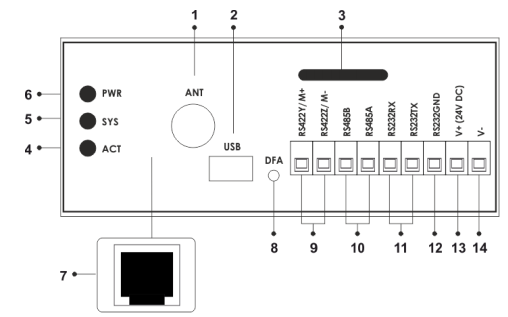 1 2 3
6 PWR
5 SYS
4 ACT
ANT
USB
DFA
RS422Y/M+
RS422Z/M-
RS485B
RS485A
RS232RX
RS232TX
RS232GND
V+ (24V DC)
V-
7
8 9 10 11 12 13 14